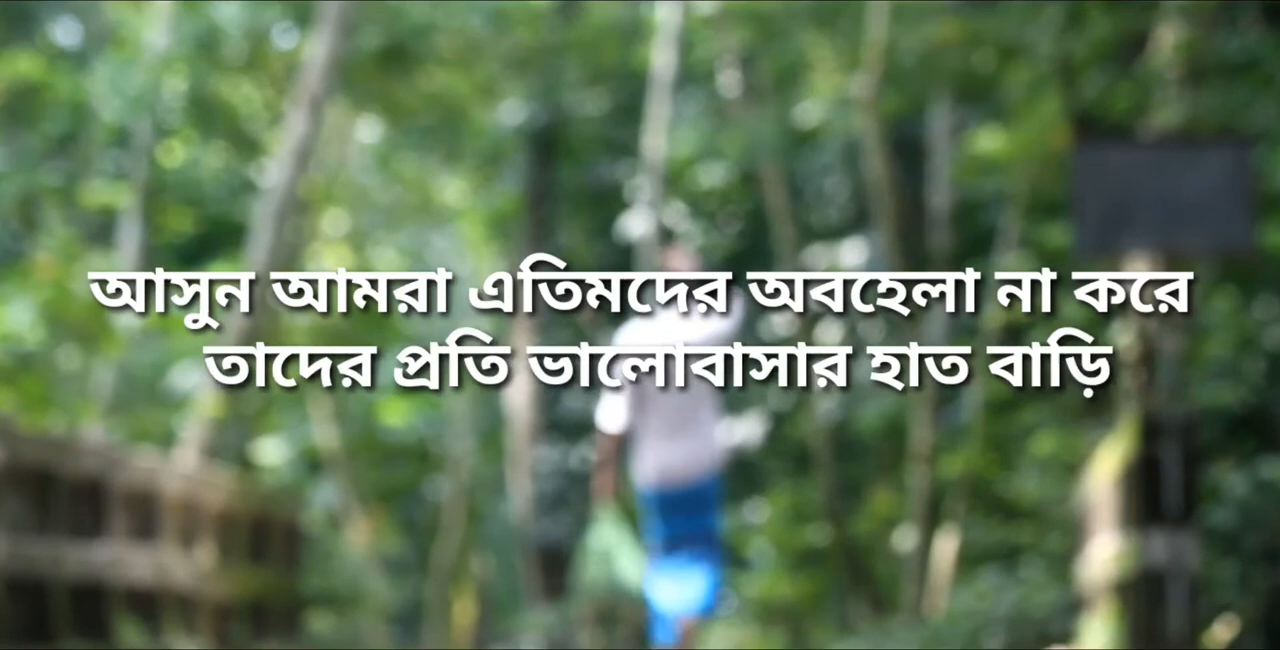 আসুন আমরা এতিমদের অবহেলা না করে
তাদের প্রতি ভালোবাসার হাত বাড়ি